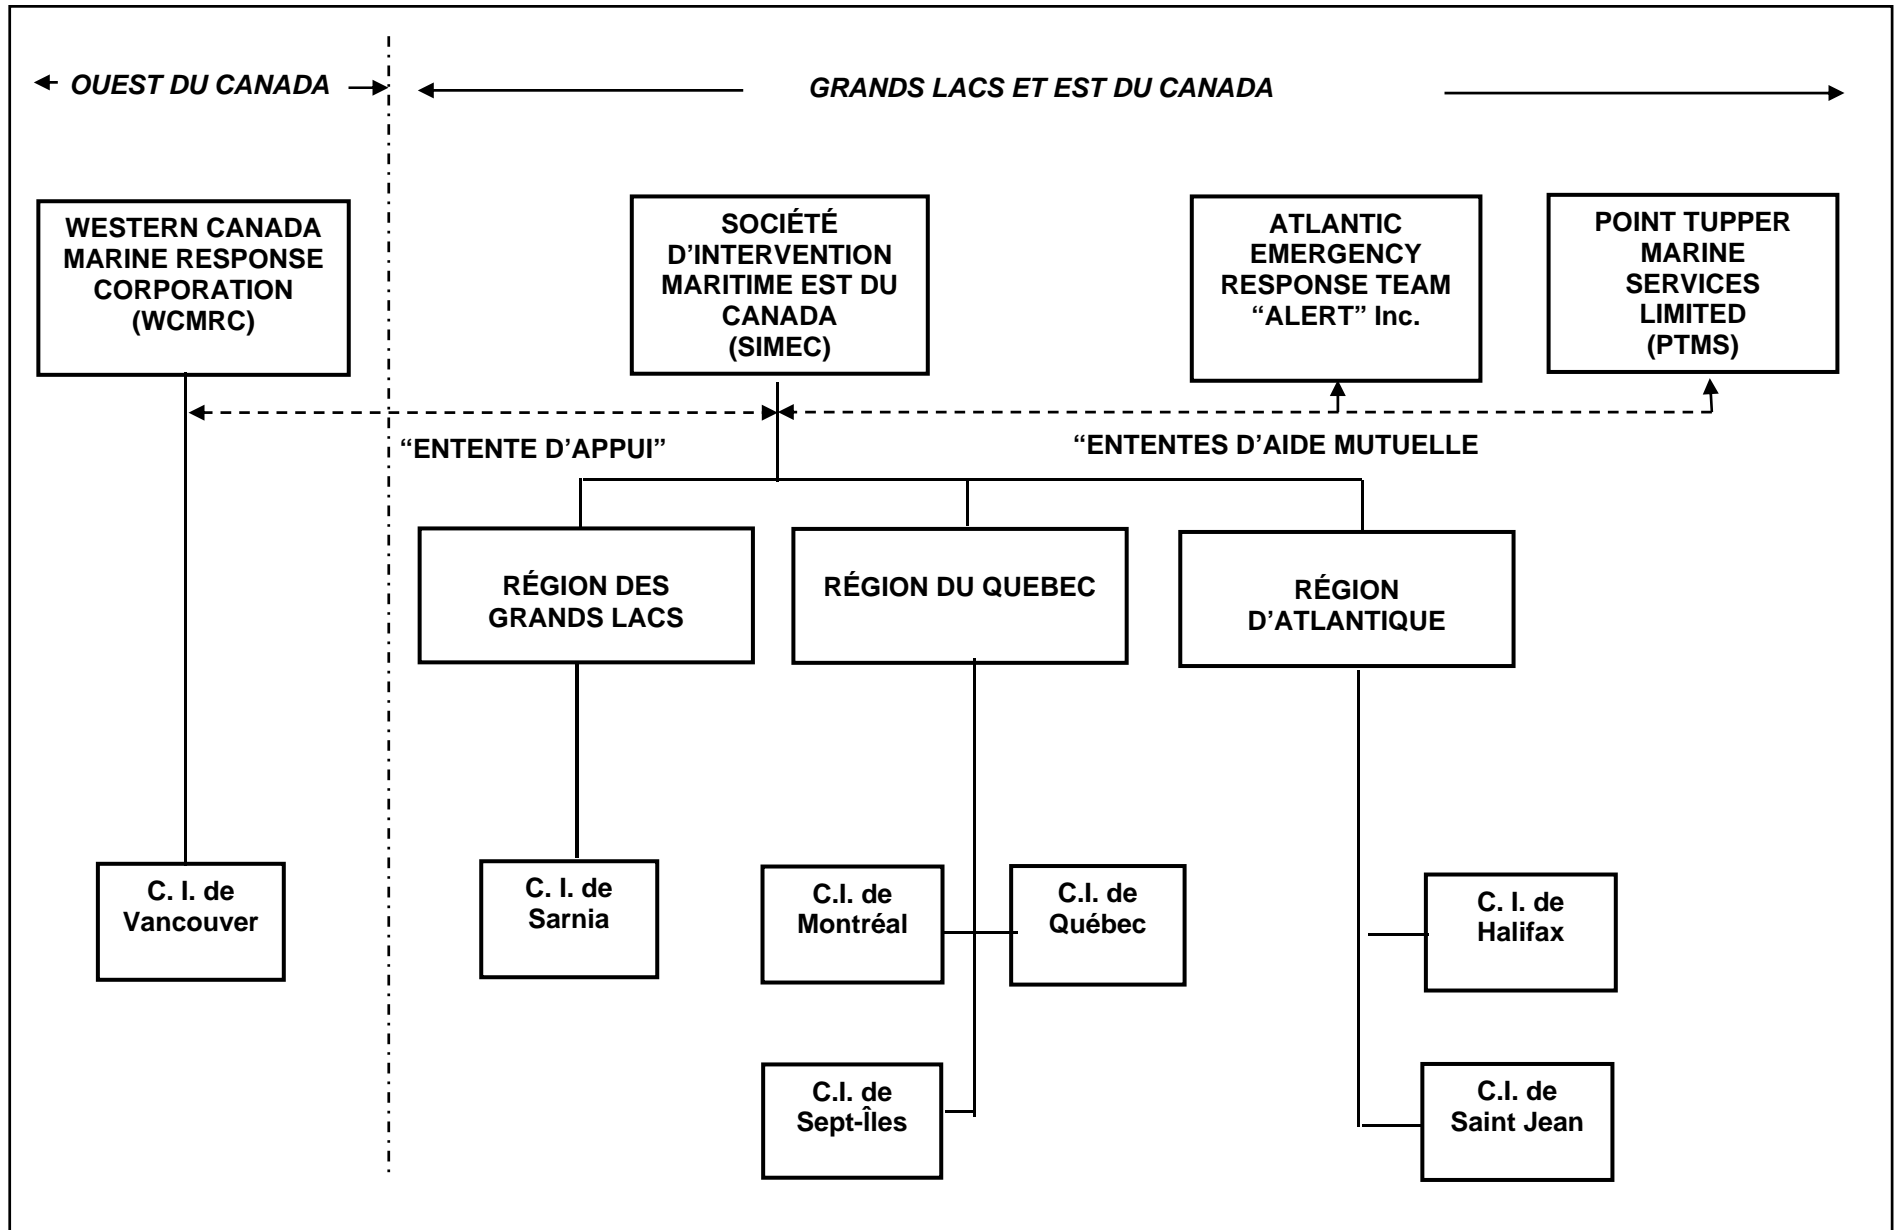 OUEST DU CANADA
GRANDS LACS ET EST DU CANADA
WESTERN CANADA
MARINE RESPONSE
CORPORATION
(WCMRC)
SOCIÉTÉ
D’INTERVENTION
MARITIME EST DU
CANADA
(SIMEC)
ATLANTIC
EMERGENCY
RESPONSE TEAM
“ALERT” Inc.
POINT TUPPER
MARINE
SERVICES
LIMITED
(PTMS)
“ENTENTE D’APPUI”
“ENTENTES D’AIDE MUTUELLE
RÉGION DES
GRANDS LACS
RÉGION DU QUEBEC
RÉGION
D’ATLANTIQUE
C. I. de
Vancouver
C. I. de
Sarnia
C.I. de
Montréal
C.I. de
Québec
C. I. de
Halifax
C.I. de
Sept-Îles
C.I. de
Saint Jean